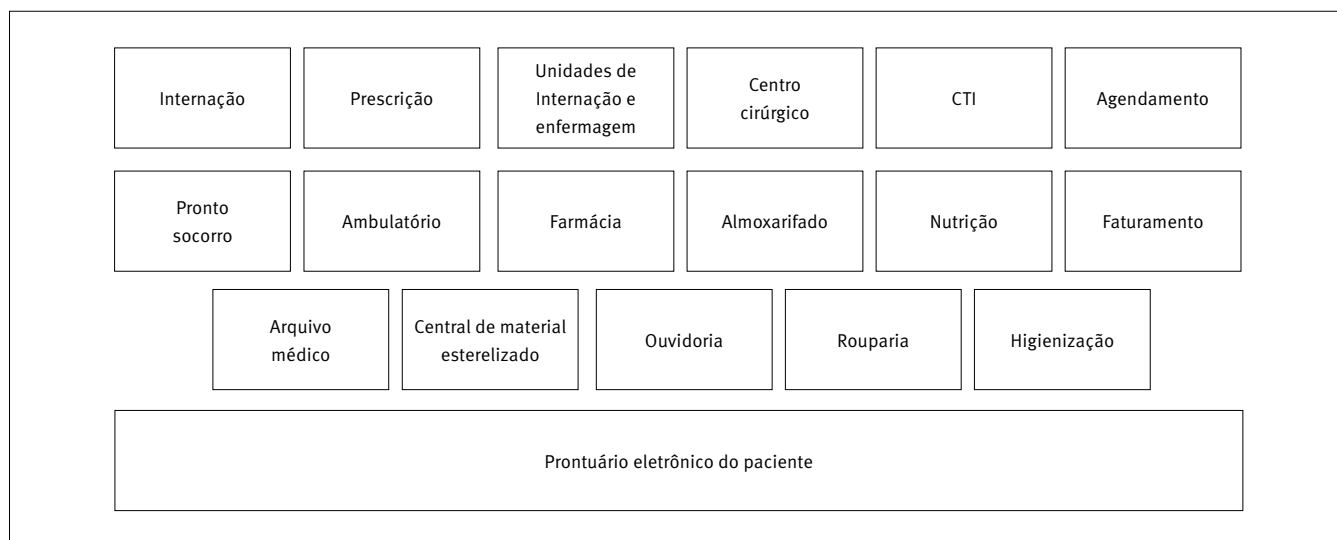 Internação
Prescrição
Unidades de
Internação e
enfermagem
Centro
cirúrgico
CTI
Agendamento
Pronto
socorro
Ambulatório
Farmácia
Almoxarifado
Nutrição
Faturamento
Arquivo
médico
Central de material
esterelizado
Ouvidoria
Rouparia
Higienização
Prontuário eletrônico do paciente